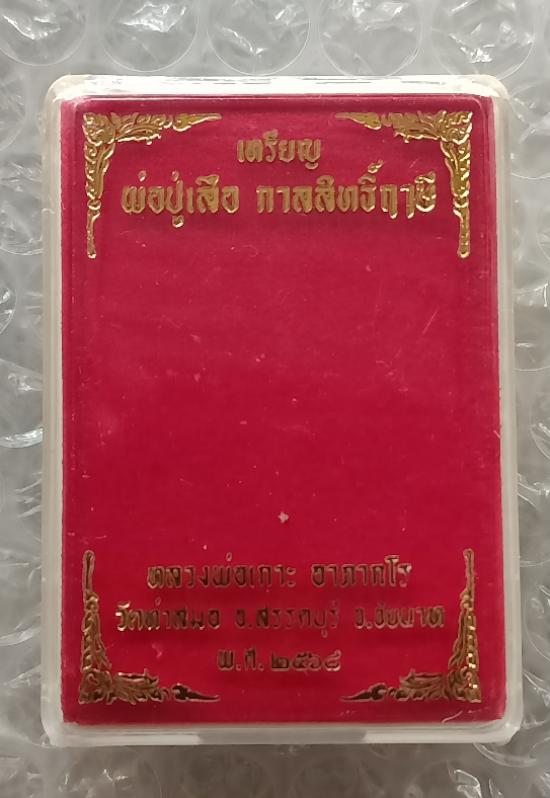 เหรียญ
พ่อปู่เสือ กาลสิทธิ์ฤาษี
หลวงพ่อเกาะ อาภากโร
วัดท่าสมอ อ.สรรคบุรี จ.ชัยนาท
พ.ศ. ๒๕๖๘